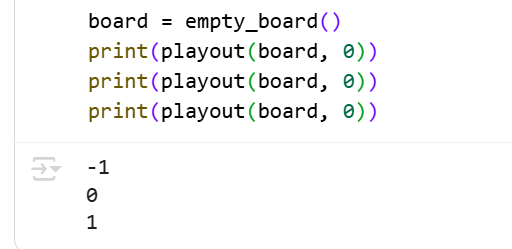 board = empty_board()
print(playout(board, 0))
print(playout(board, 0))
print(playout(board, 0))
-1
0
1